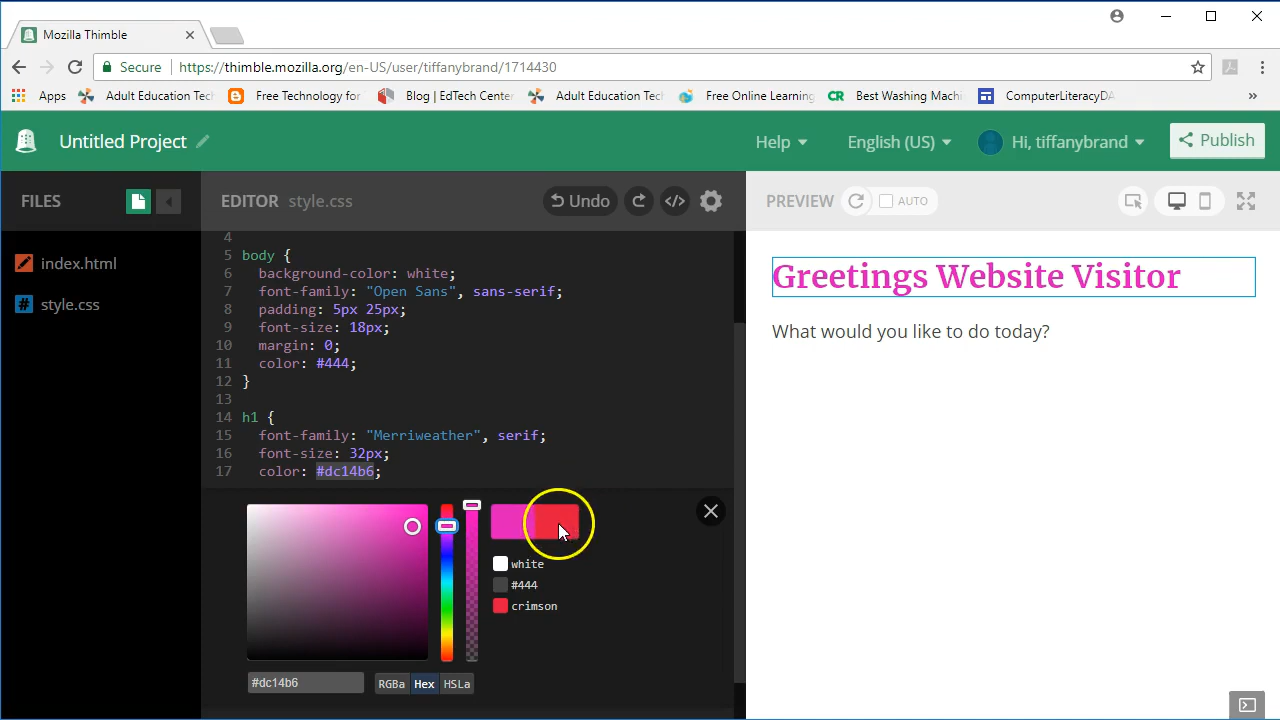 Mozilla Thimble
Secure https://thimble.mozilla.org/en-US/user/tiffanybrand/1714430
Apps Adult Education Tec Free Technology for Blog | EdTech Center Adult Education Tec Free Online Learning CR Best Washing Machi ComputerLiteracyDA »
Untitled Project Help English (US) Hi, tiffanybrand Publish
FILES EDITOR style.css Undo </> PREVIEW AUTO
index.html
# style.css
4
5 body {
6 background-color: white;
7 font-family: "Open Sans", sans-serif;
8 padding: 5px 25px;
9 font-size: 18px;
10 margin: 0;
11 color: #444;
12 }
13
14 h1 {
15 font-family: "Merriweather", serif;
16 font-size: 32px;
17 color: #dc14b6;
white
#444
crimson
#dc14b6 RGBa Hex HSLa
Greetings Website Visitor
What would you like to do today?